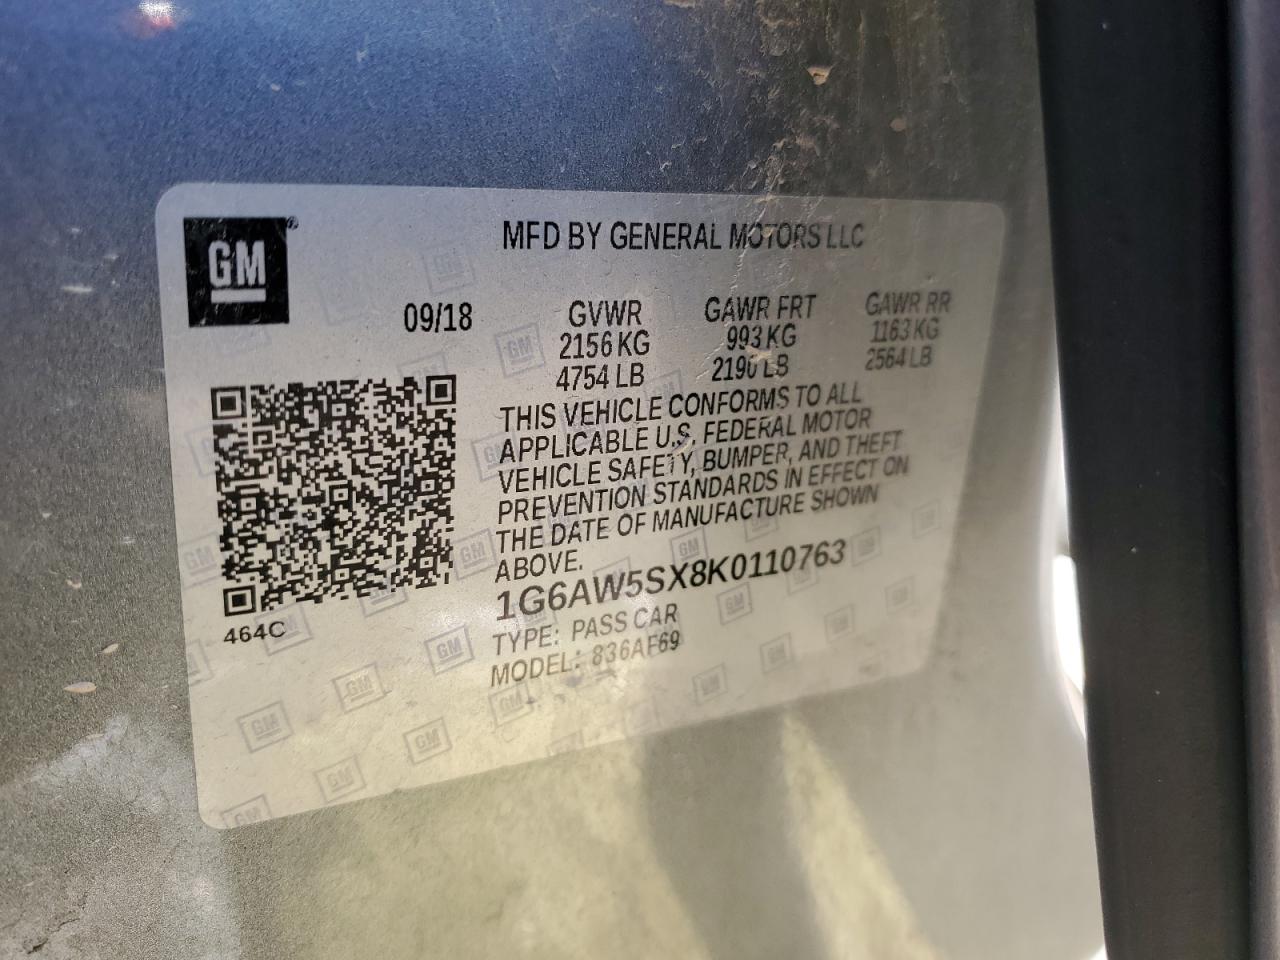 GM
MFD BY GENERAL MOTORS LLC
09/18 GVWR GAWR FRT GAWR RR
2156 KG 993 KG 1163 KG
4754 LB 2190 LB 2564 LB
THIS VEHICLE CONFORMS TO ALL
APPLICABLE U.S. FEDERAL MOTOR
VEHICLE SAFETY, BUMPER, AND THEFT
PREVENTION STANDARDS IN EFFECT ON
THE DATE OF MANUFACTURE SHOWN
ABOVE.
1G6AW5SX8K0110763
TYPE: PASS CAR
MODEL: 836AF69
464C